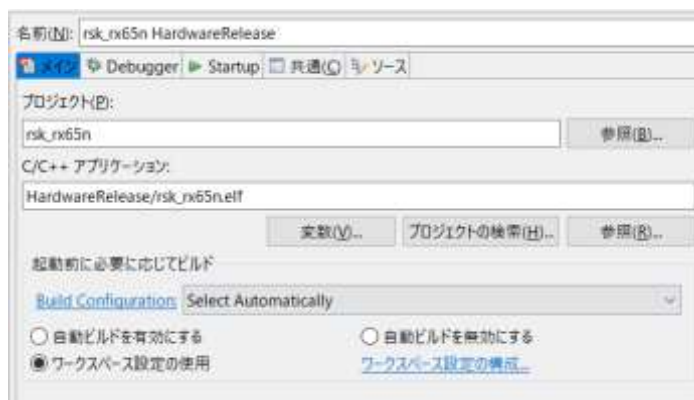 名前(N): rsk_rx65n HardwareRelease
メイン Debugger Startup 共通(C) ソース
プロジェクト(P):
rsk_rx65n 参照(B)...
C/C++ アプリケーション:
HardwareRelease/rsk_rx65n.elf
変数(V)... プロジェクトの検索(H)... 参照(R)...
起動前に必要に応じてビルド
Build Configuration: Select Automatically
自動ビルドを有効にする 自動ビルドを無効にする
ワークスペース設定の使用 ワークスペース設定の構成...